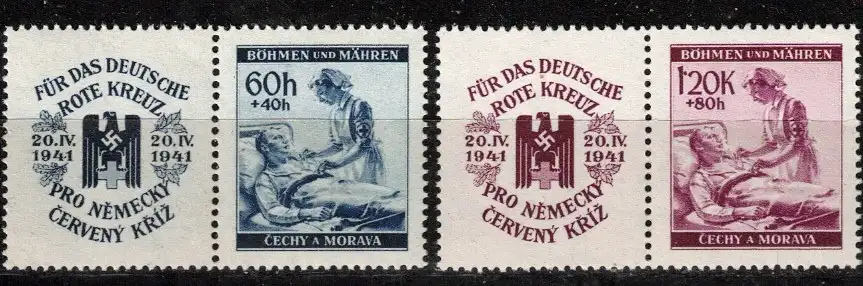 FÜR DAS DEUTSCHE
ROTE KREUZ
20.IV. 20.IV.
1941 1941
PRO NĚMECKÝ
ČERVENÝ KŘÍŽ
BÖHMEN UND MÄHREN
60h
+40h
ČECHY A MORAVA
FÜR DAS DEUTSCHE
ROTE KREUZ
20.IV. 20.IV.
1941 1941
PRO NĚMECKÝ
ČERVENÝ KŘÍŽ
BÖHMEN UND MÄHREN
1'20K
+80h
ČECHY A MORAVA